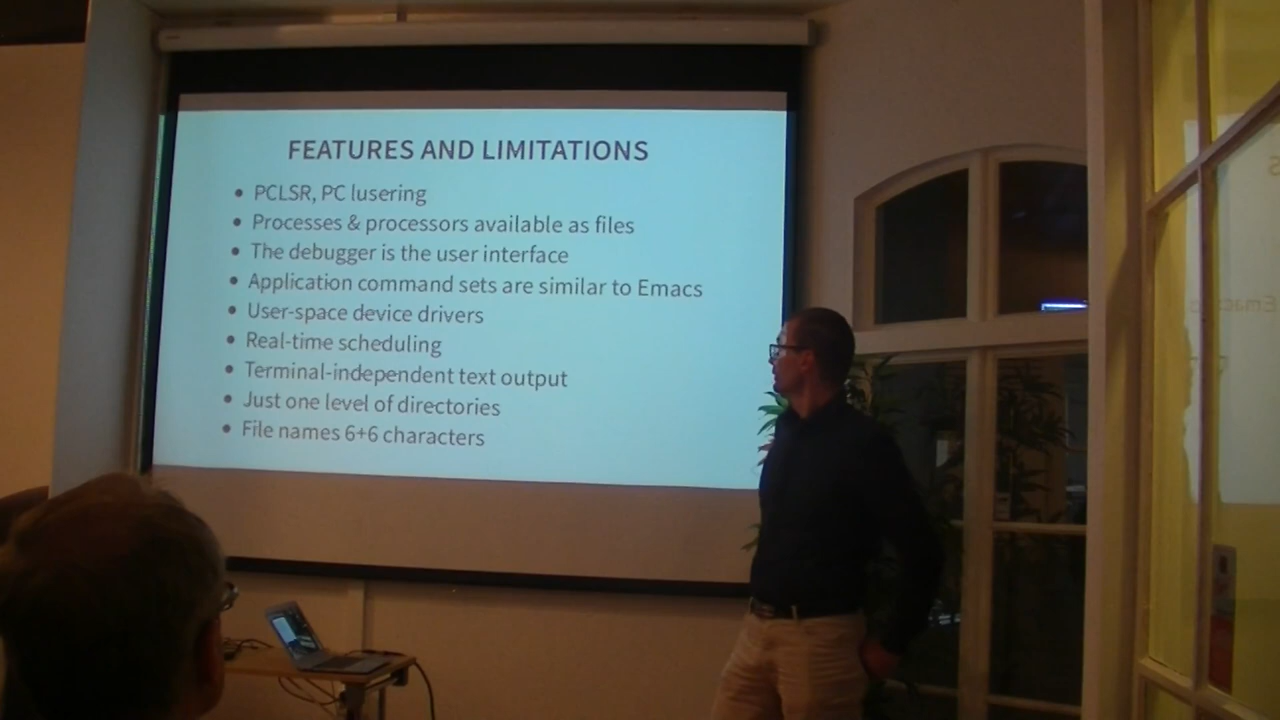 FEATURES AND LIMITATIONS
• PCLSR, PC lusering
• Processes & processors available as files
• The debugger is the user interface
• Application command sets are similar to Emacs
• User-space device drivers
• Real-time scheduling
• Terminal-independent text output
• Just one level of directories
• File names 6+6 characters